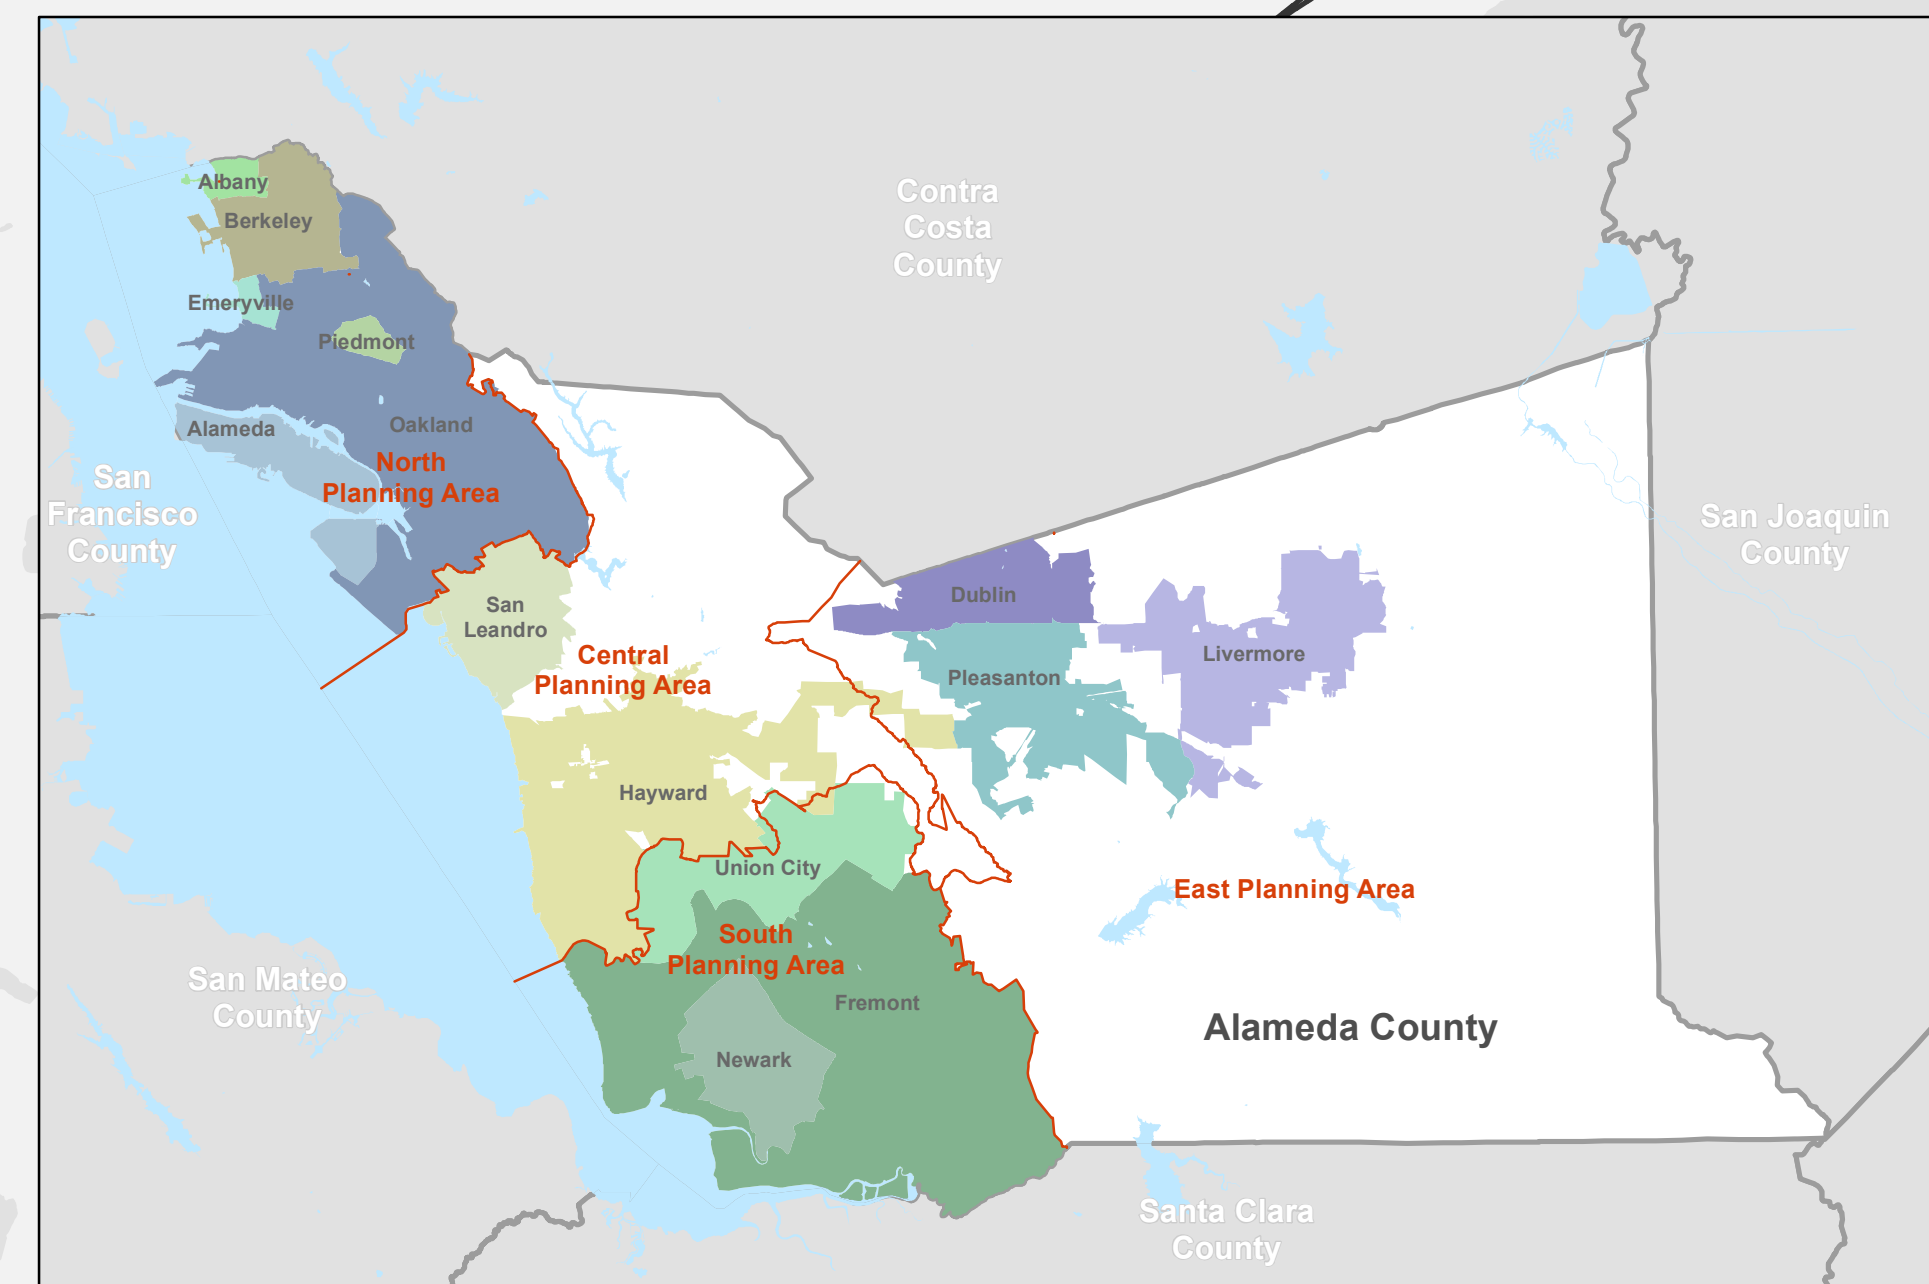 Albany
Berkeley
Contra
Costa
County
Emeryville
Piedmont
Oakland
Alameda
North
Planning Area
San
Francisco
County
San Joaquin
County
San
Leandro
Dublin
Central
Planning Area
Livermore
Pleasanton
Hayward
Union City
East Planning Area
South
Planning Area
San Mateo
County
Fremont
Alameda County
Newark
Santa Clara
County